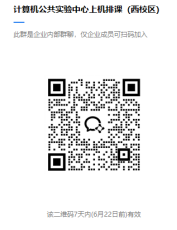 计算机公共实验中心上机排课（西校区）
此群是企业内部群聊，仅企业成员可扫码加入
该二维码7天内(6月22日前)有效